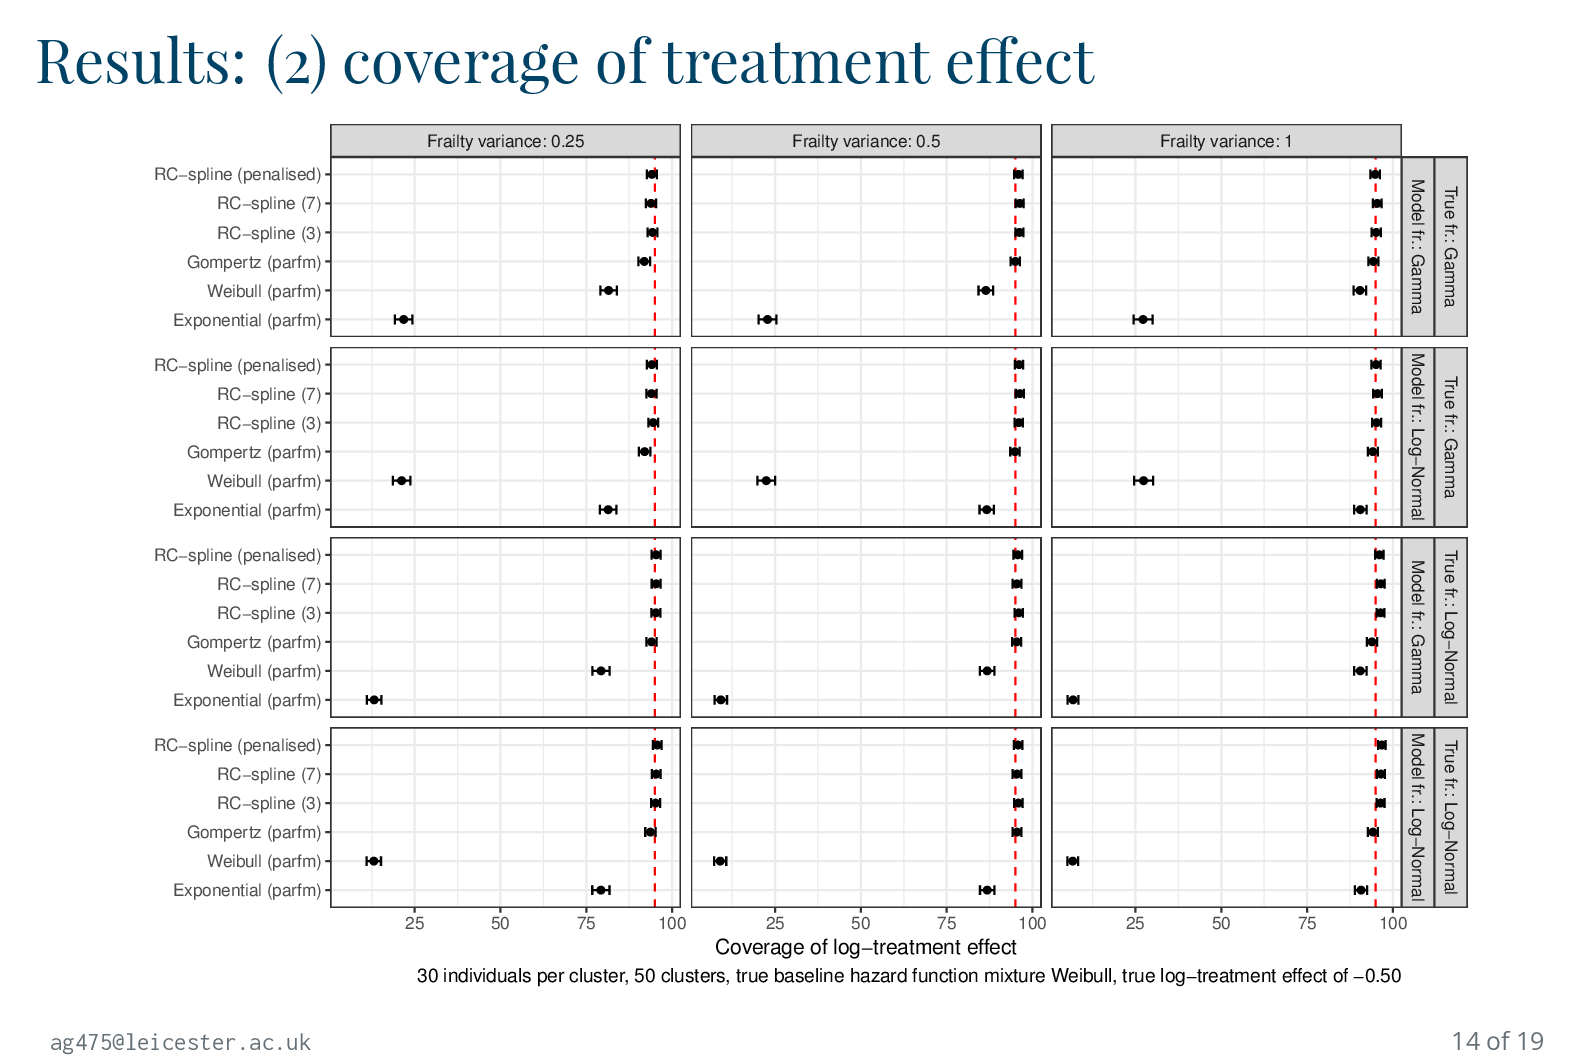 Results: (2) coverage of treatment effect
Frailty variance: 0.25
Frailty variance: 0.5
Frailty variance: 1
RC−spline (penalised)
RC−spline (7)
RC−spline (3)
Gompertz (parfm)
Weibull (parfm)
Exponential (parfm)
Model fr.: Gamma
True fr.: Gamma
RC−spline (penalised)
RC−spline (7)
RC−spline (3)
Gompertz (parfm)
Weibull (parfm)
Exponential (parfm)
Model fr.: Log−Normal
True fr.: Gamma
RC−spline (penalised)
RC−spline (7)
RC−spline (3)
Gompertz (parfm)
Weibull (parfm)
Exponential (parfm)
Model fr.: Gamma
True fr.: Log−Normal
RC−spline (penalised)
RC−spline (7)
RC−spline (3)
Gompertz (parfm)
Weibull (parfm)
Exponential (parfm)
Model fr.: Log−Normal
True fr.: Log−Normal
25 50 75 100 25 50 75 100 25 50 75 100
Coverage of log−treatment effect
30 individuals per cluster, 50 clusters, true baseline hazard function mixture Weibull, true log−treatment effect of −0.50
ag475@leicester.ac.uk
14 of 19